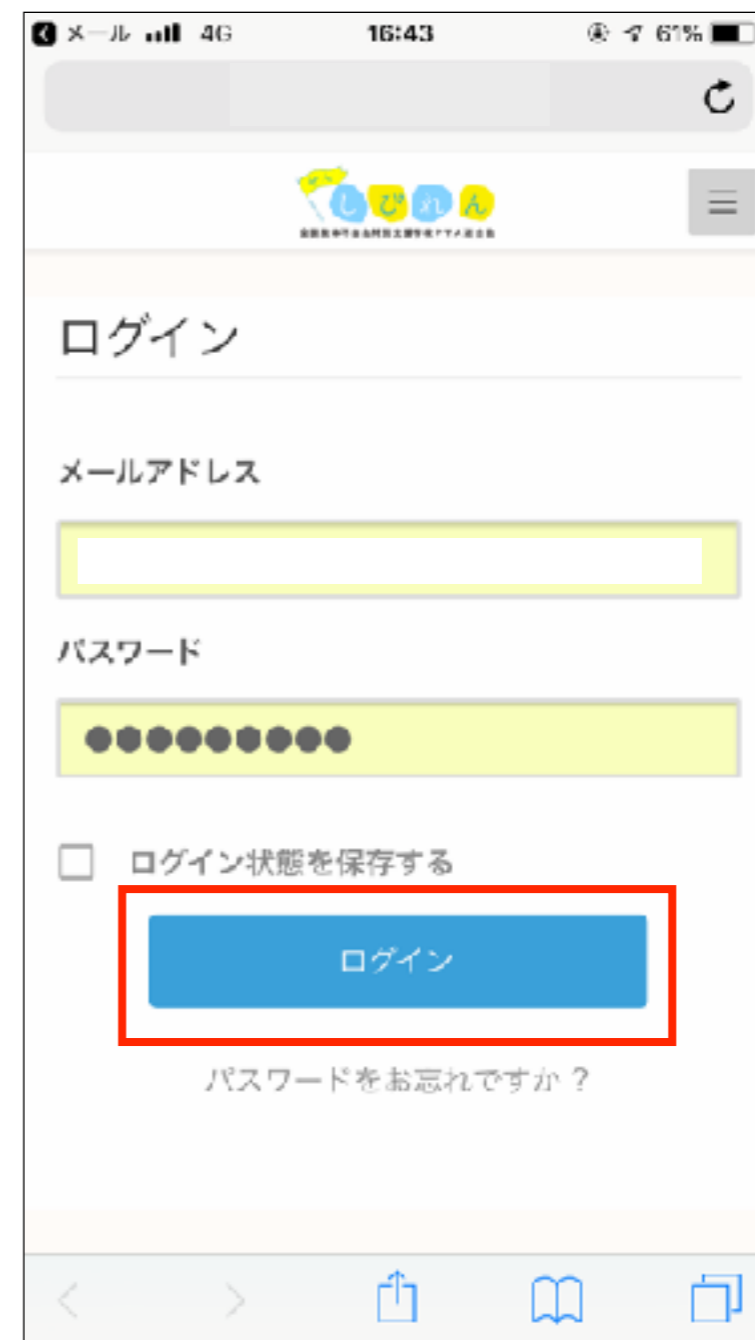 メール 4G 16:43 61%
しびれん
ログイン
メールアドレス
パスワード
●●●●●●●●●
ログイン状態を保存する
ログイン
パスワードをお忘れですか？